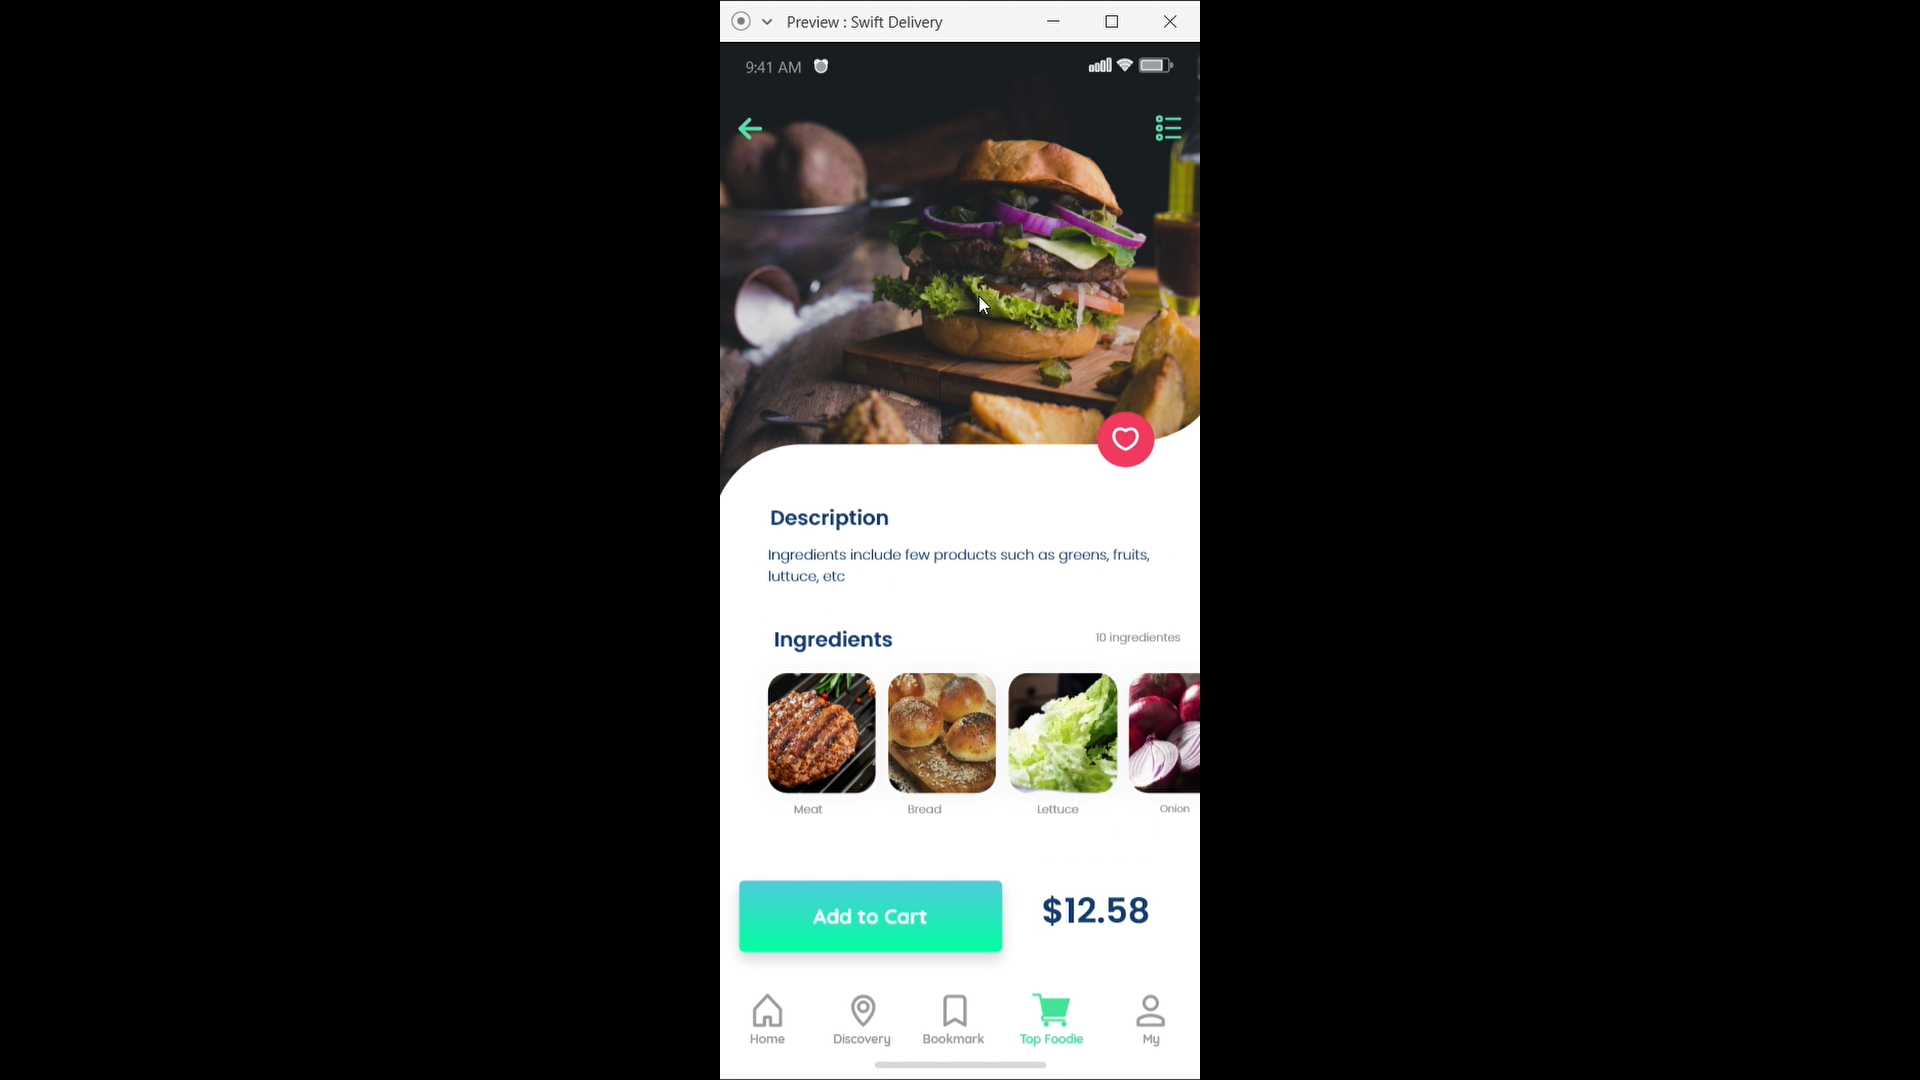 Preview : Swift Delivery
9:41 AM
Description
Ingredients include few products such as greens, fruits,
luttuce, etc
Ingredients
10 ingredientes
Meat
Bread
Lettuce
Onion
Add to Cart
$12.58
Home
Discovery
Bookmark
Top Foodie
My